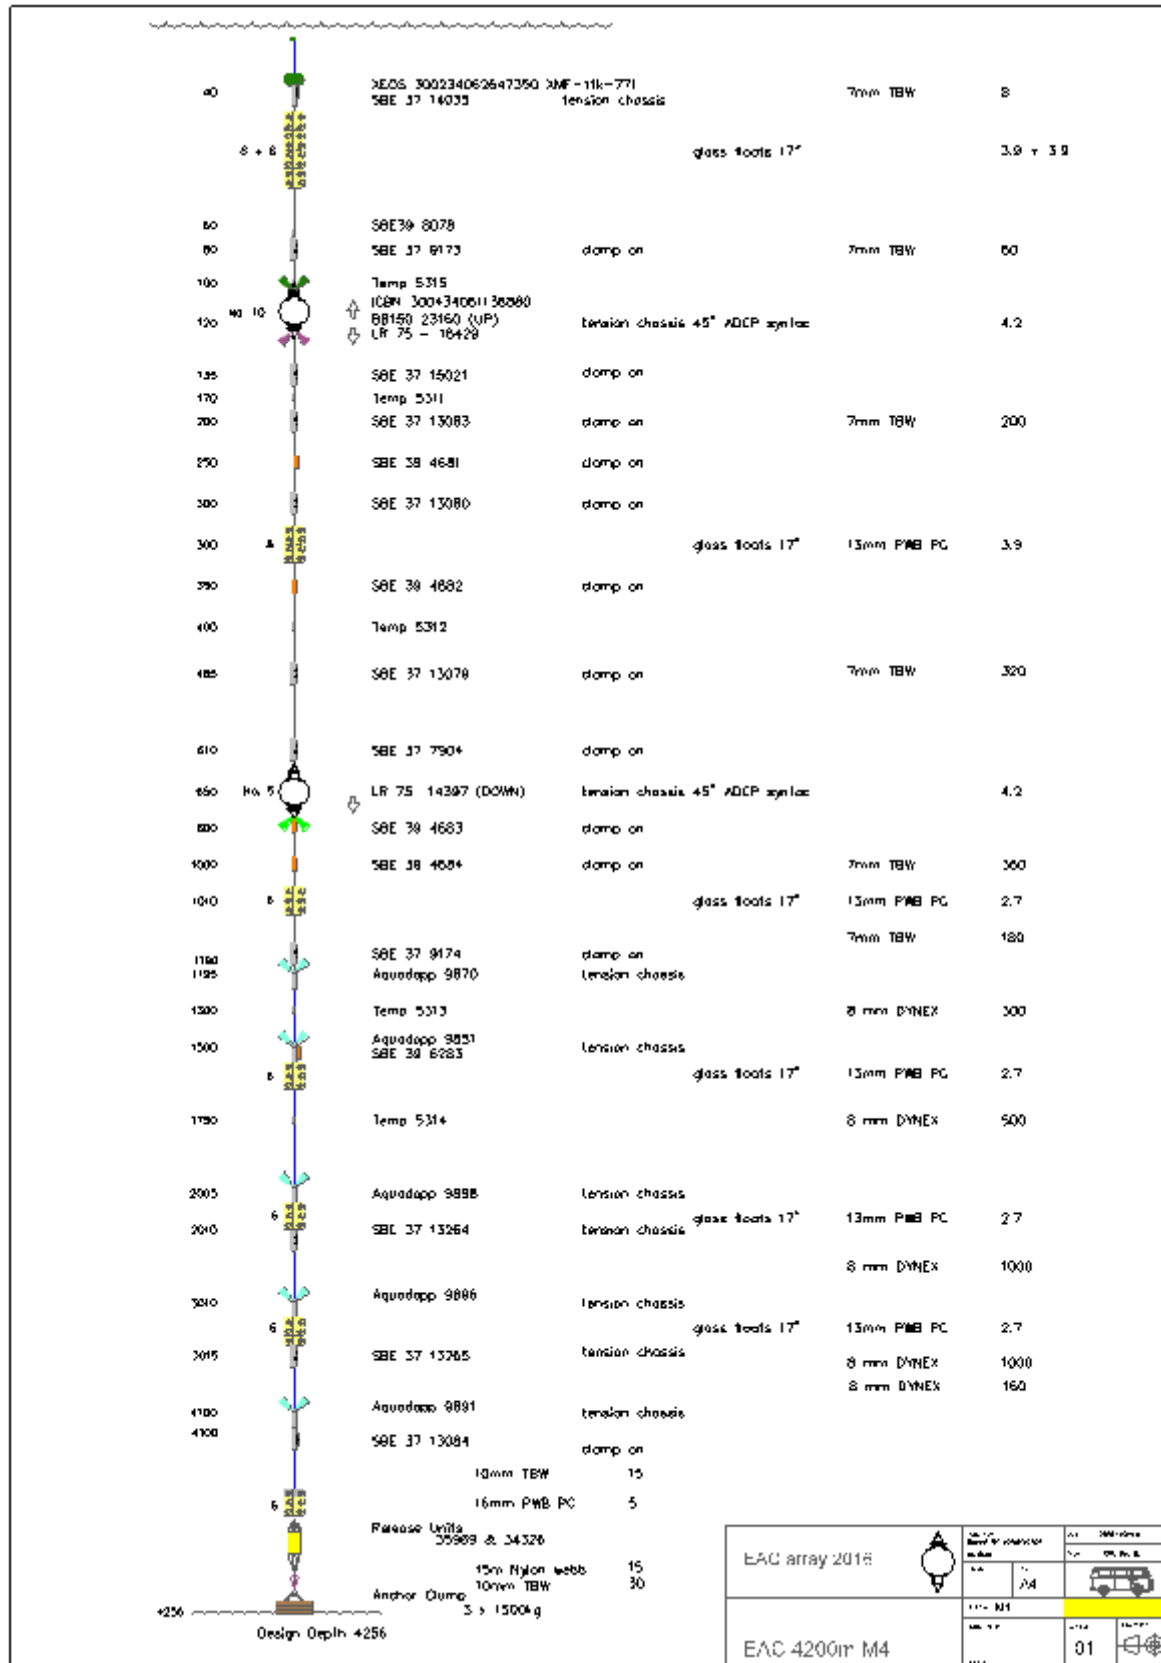 40 XEOS 300234062647390 XMF-11k-771 7mm TBW 8
SBE 37 14035 tension chassis
8 + 8 glass floats 17" 3.9 + 3.9
60 SBE39 8078
80 SBE 37 9173 clamp on 7mm TBW 60
100 Temp 5315
No 10 ICBN 300434061138880
120 BB150 23160 (UP) tension chassis 45° ADCP syntac 4.2
LR 75 - 18429
SBE 37 15021 clamp on
170 Temp 5311
200 SBE 37 13083 clamp on 7mm TBW 200
250 SBE 39 4681 clamp on
300 SBE 37 13080 clamp on
300 glass floats 17" 13mm PWB PC 3.9
350 SBE 39 4682 clamp on
400 Temp 5312
485 SBE 37 13079 clamp on 7mm TBW 320
610 SBE 37 7904 clamp on
650 No. 5 LR 75 14397 (DOWN) tension chassis 45° ADCP syntac 4.2
800 SBE 39 4683 clamp on
1000 SBE 39 4684 clamp on 7mm TBW 360
1010 6 glass floats 17" 13mm PWB PC 2.7
7mm TBW 180
1190 SBE 37 9174 clamp on
1195 Aquadopp 9870 tension chassis
1300 Temp 5313 8 mm DYNEX 300
Aquadopp 9857
1500 SBE 39 6283 tension chassis
6 glass floats 17" 13mm PWB PC 2.7
1750 Temp 5314 8 mm DYNEX 500
2005 Aquadopp 9898 tension chassis
6 glass floats 17" 13mm PWB PC 2.7
2010 SBE 37 13264 tension chassis
8 mm DYNEX 1000
3010 Aquadopp 9886 tension chassis
6 glass floats 17" 13mm PWB PC 2.7
3015 SBE 37 13265 tension chassis
8 mm DYNEX 1000
8 mm DYNEX 160
4100 Aquadopp 9891 tension chassis
4100 SBE 37 13084 clamp on
10mm TBW 15
6 16mm PWB PC 5
Release Units
35989 & 34326
15m Nylon webb 15
10mm TBW 30
Anchor Clump
3 x 1500kg
4256
Design Depth 4256
EAC array 2016
A4
M4
EAC 4200m M4
01